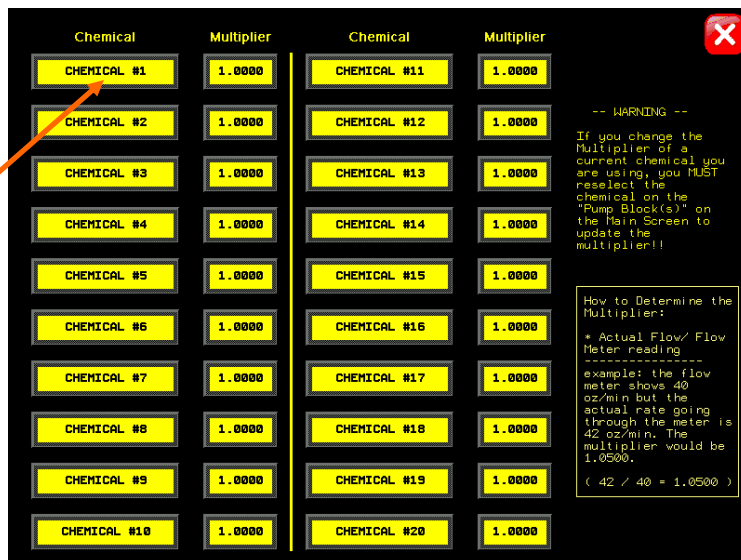 Chemical Multiplier Chemical Multiplier
CHEMICAL #1 1.0000 CHEMICAL #11 1.0000
CHEMICAL #2 1.0000 CHEMICAL #12 1.0000
CHEMICAL #3 1.0000 CHEMICAL #13 1.0000
CHEMICAL #4 1.0000 CHEMICAL #14 1.0000
CHEMICAL #5 1.0000 CHEMICAL #15 1.0000
CHEMICAL #6 1.0000 CHEMICAL #16 1.0000
CHEMICAL #7 1.0000 CHEMICAL #17 1.0000
CHEMICAL #8 1.0000 CHEMICAL #18 1.0000
CHEMICAL #9 1.0000 CHEMICAL #19 1.0000
CHEMICAL #10 1.0000 CHEMICAL #20 1.0000
-- WARNING --
If you change the
Multiplier of a
current chemical you
are using, you MUST
reselect the
chemical on the
"Pump Block(s)" on
the Main Screen to
update the
multiplier!!
How to Determine the
Multiplier:
* Actual Flow/ Flow
Meter reading
----------------
example: the flow
meter shows 40
oz/min but the
actual rate going
through the meter is
42 oz/min. The
multiplier would be
1.0500.
( 42 / 40 = 1.0500 )